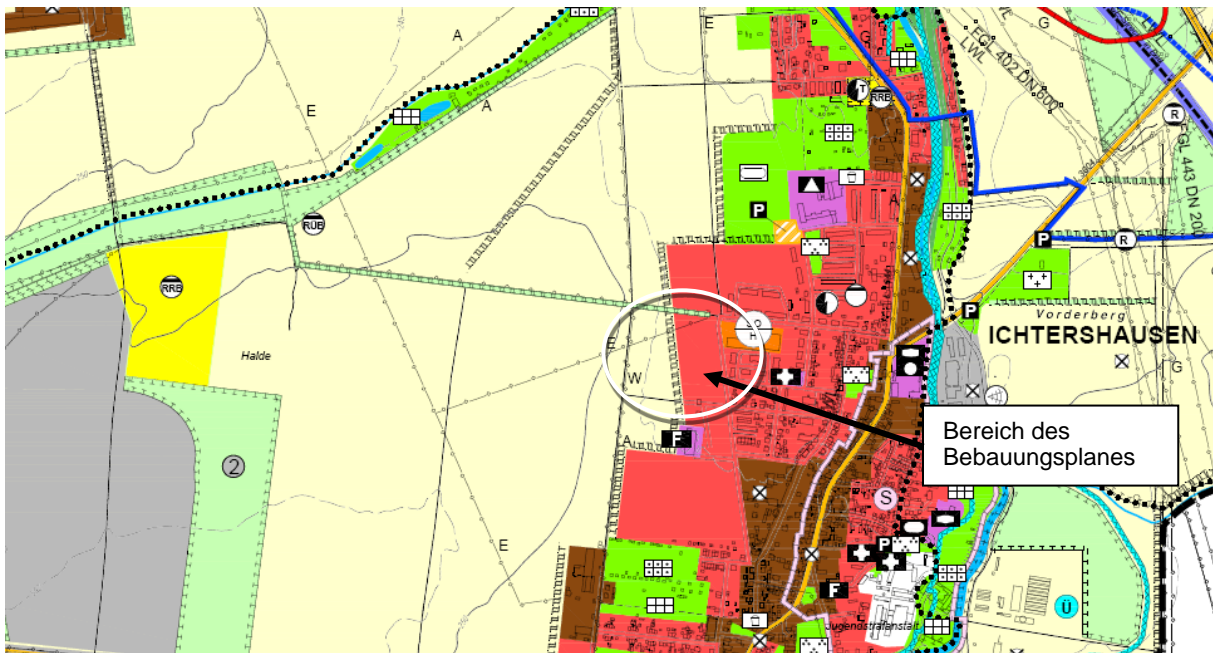 E
G
A
G
A
FGL 402 DN 600
LWL
T
RRB
E
A
R
FGL 443 DN 200
P
A
RÜB
P
R
RRB
P
Vorderberg
ICHTERSHAUSEN
O
H
Halde
W
G
Bereich des
Bebauungsplanes
A
F
2
S
P
E
F
Ü
Jugendstrafanstalt